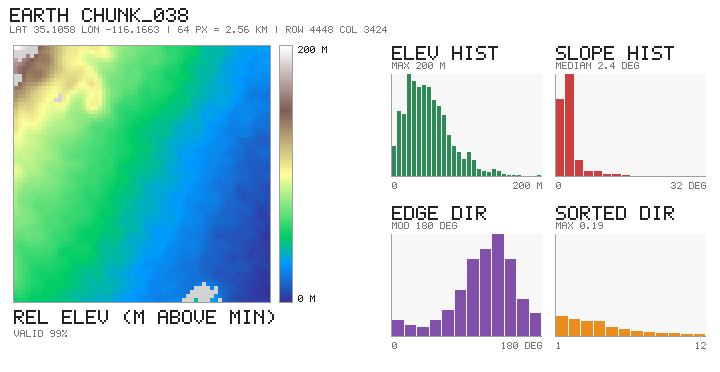 EARTH CHUNK_038
LAT 35.1058 LON -116.1663 | 64 PX = 2.56 KM | ROW 4448 COL 3424
200 M
0 M
REL ELEV (M ABOVE MIN)
VALID 99%
ELEV HIST
MAX 200 M
0 200 M
SLOPE HIST
MEDIAN 2.4 DEG
0 32 DEG
EDGE DIR
MOD 180 DEG
0 180 DEG
SORTED DIR
MAX 0.19
1 12